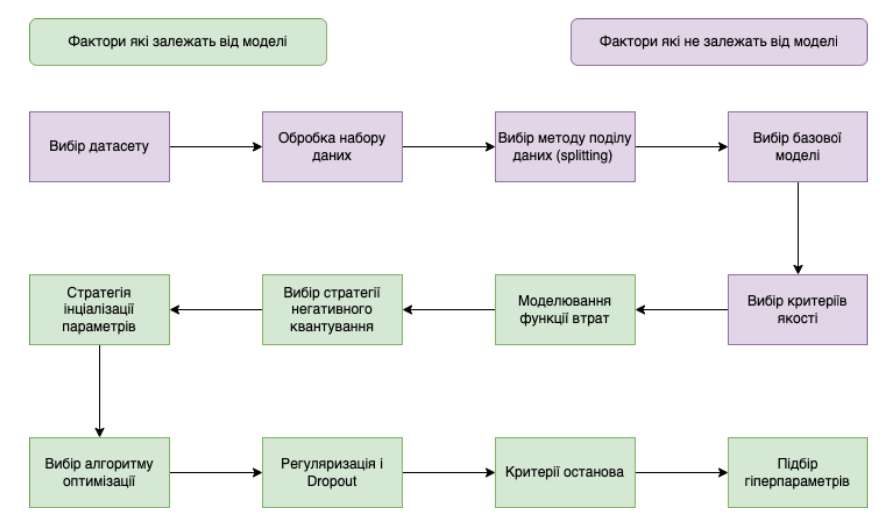 Фактори які залежать від моделі
Фактори які не залежать від моделі
Вибір датасету
Обробка набору
даних
Вибір методу поділу
даних (splitting)
Вибір базової
моделі
Вибір критеріїв
якості
Моделювання
функції втрат
Вибір стратегії
негативного
квантування
Стратегія
інціалізації
параметрів
Вибір алгоритму
оптимізації
Регуляризація і
Dropout
Критерії останова
Підбір
гіперпараметрів